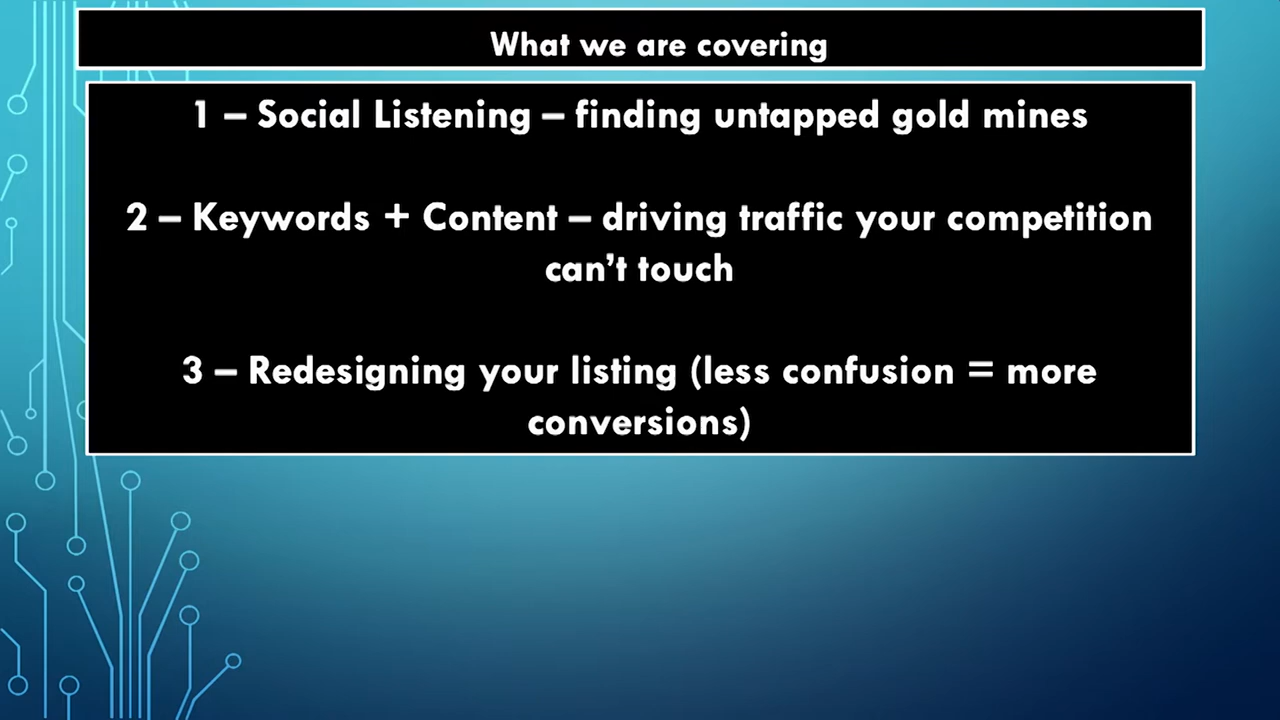 What we are covering
1 – Social Listening – finding untapped gold mines
2 – Keywords + Content – driving traffic your competition
can't touch
3 – Redesigning your listing (less confusion = more
conversions)